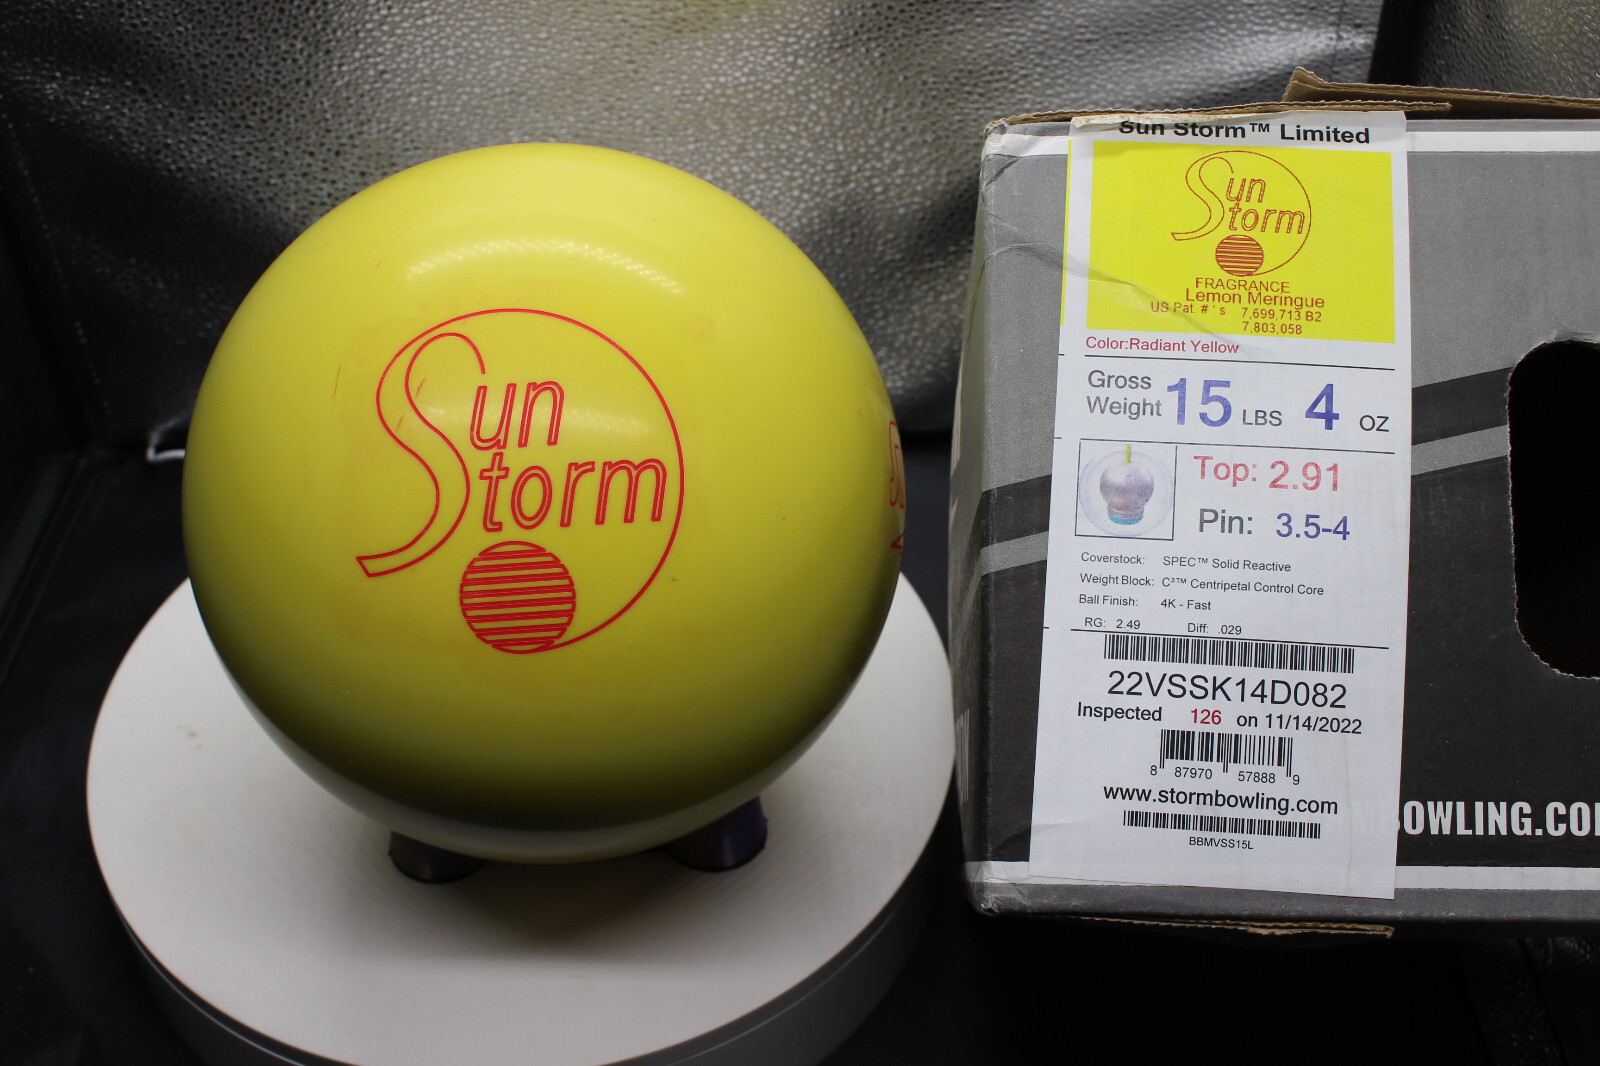 Sun
Storm
Sun Storm™ Limited
Sun
Storm
FRAGRANCE
Lemon Meringue
US Pat. #'s 7,699,713 B2
7,803,058
Color:Radiant Yellow
Gross
Weight 15 LBS 4 OZ
Top: 2.91
Pin: 3.5-4
Coverstock: SPEC™ Solid Reactive
Weight Block: C³™ Centripetal Control Core
Ball Finish: 4K - Fast
RG: 2.49 Diff: .029
22VSSK14D082
Inspected 126 on 11/14/2022
8 87970 57888 9
www.stormbowling.com
BBMVSS15L
BOWLING.CO